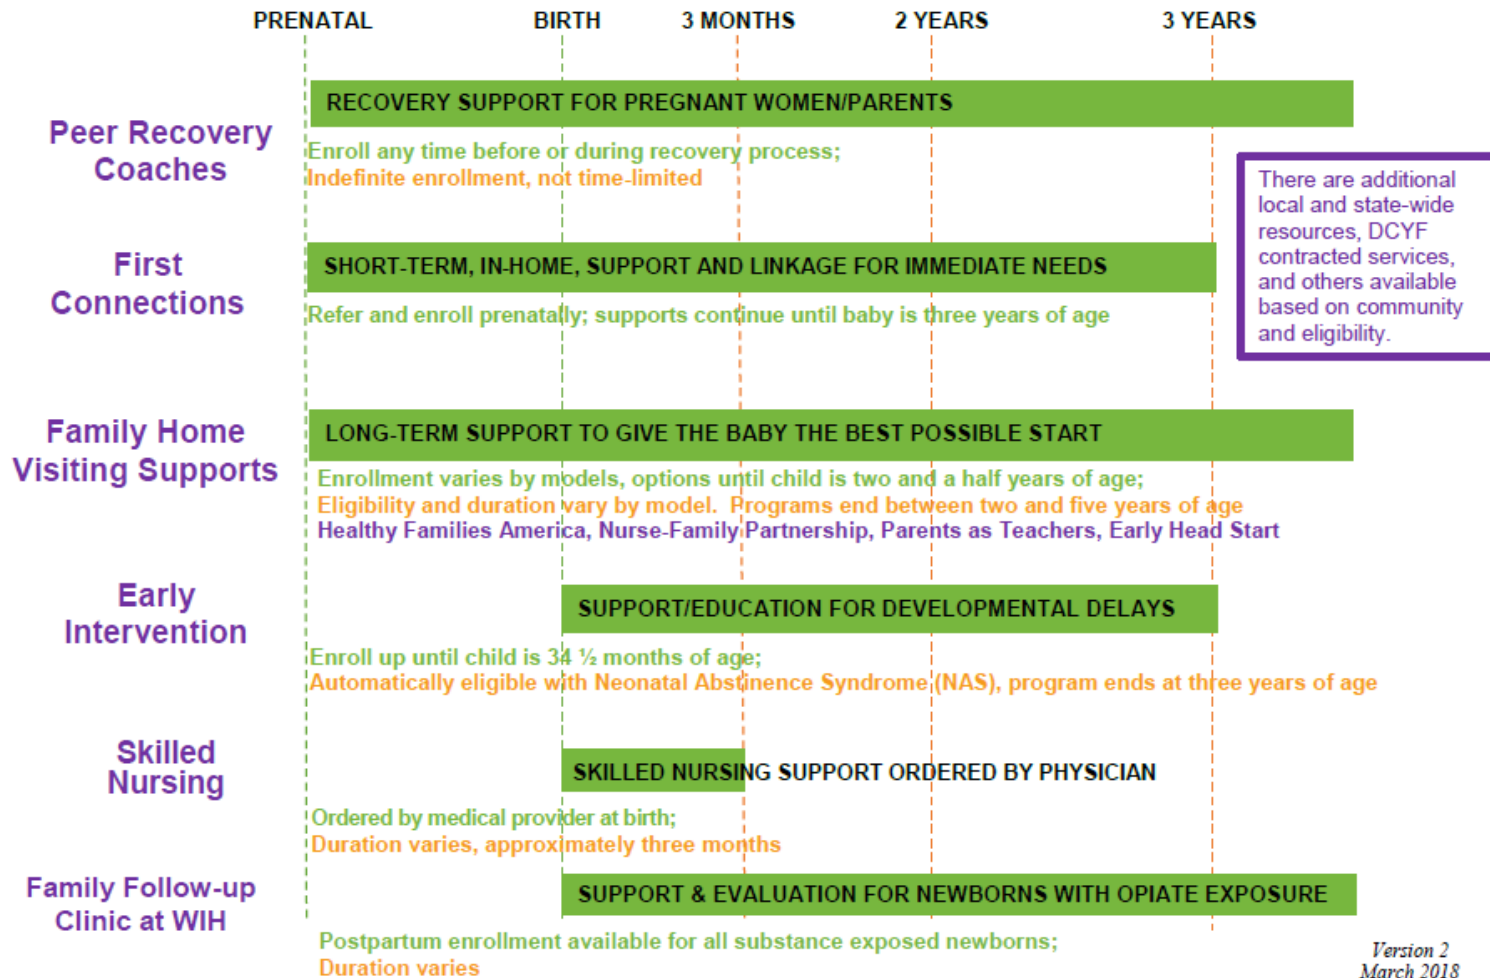 PRENATAL BIRTH 3 MONTHS 2 YEARS 3 YEARS
Peer Recovery
Coaches
RECOVERY SUPPORT FOR PREGNANT WOMEN/PARENTS
Enroll any time before or during recovery process;
Indefinite enrollment, not time-limited
There are additional
local and state-wide
resources, DCYF
contracted services,
and others available
based on community
and eligibility.
First
Connections
SHORT-TERM, IN-HOME, SUPPORT AND LINKAGE FOR IMMEDIATE NEEDS
Refer and enroll prenatally; supports continue until baby is three years of age
Family Home
Visiting Supports
LONG-TERM SUPPORT TO GIVE THE BABY THE BEST POSSIBLE START
Enrollment varies by models, options until child is two and a half years of age;
Eligibility and duration vary by model. Programs end between two and five years of age
Healthy Families America, Nurse-Family Partnership, Parents as Teachers, Early Head Start
Early
Intervention
SUPPORT/EDUCATION FOR DEVELOPMENTAL DELAYS
Enroll up until child is 34 ½ months of age;
Automatically eligible with Neonatal Abstinence Syndrome (NAS), program ends at three years of age
Skilled
Nursing
SKILLED NURSING SUPPORT ORDERED BY PHYSICIAN
Ordered by medical provider at birth;
Duration varies, approximately three months
Family Follow-up
Clinic at WIH
SUPPORT & EVALUATION FOR NEWBORNS WITH OPIATE EXPOSURE
Postpartum enrollment available for all substance exposed newborns;
Duration varies
Version 2
March 2018